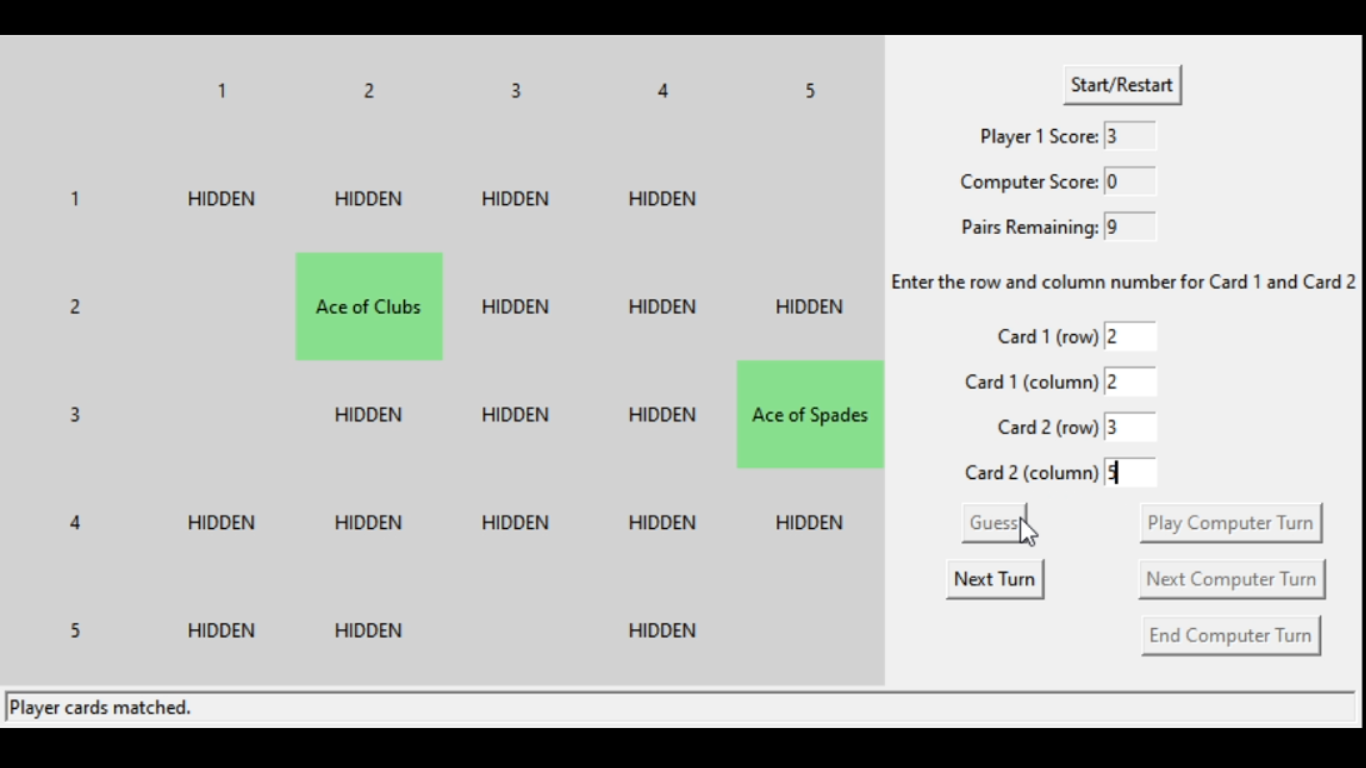 1 2 3 4 5
1 HIDDEN HIDDEN HIDDEN HIDDEN
2 Ace of Clubs HIDDEN HIDDEN HIDDEN
3 HIDDEN HIDDEN HIDDEN Ace of Spades
4 HIDDEN HIDDEN HIDDEN HIDDEN HIDDEN
5 HIDDEN HIDDEN HIDDEN
Start/Restart
Player 1 Score: 3
Computer Score: 0
Pairs Remaining: 9
Enter the row and column number for Card 1 and Card 2
Card 1 (row) 2
Card 1 (column) 2
Card 2 (row) 3
Card 2 (column) 5
Guess Play Computer Turn
Next Turn Next Computer Turn
End Computer Turn
Player cards matched.